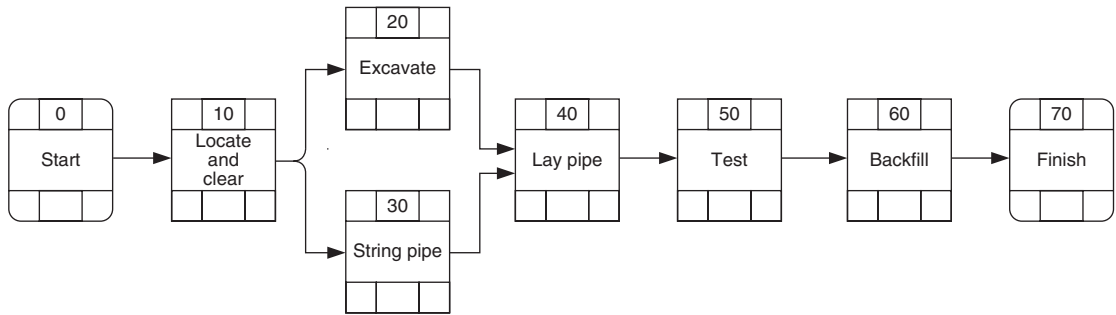 0
Start
10
Locate
and
clear
20
Excavate
30
String pipe
40
Lay pipe
50
Test
60
Backfill
70
Finish